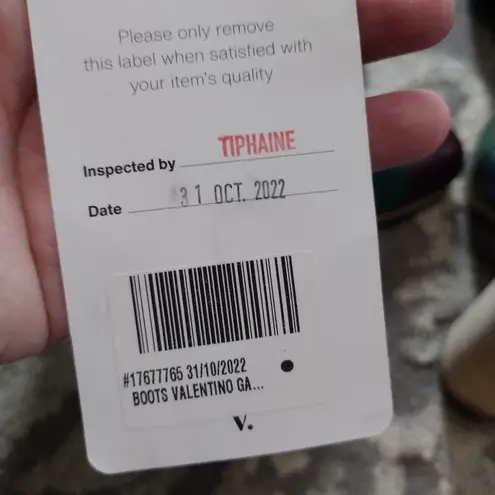 Please only remove
this label when satisfied with
your item's quality
Inspected by TIPHAINE
Date 31 OCT. 2022
#17677765 31/10/2022
BOOTS VALENTINO GA...
V.